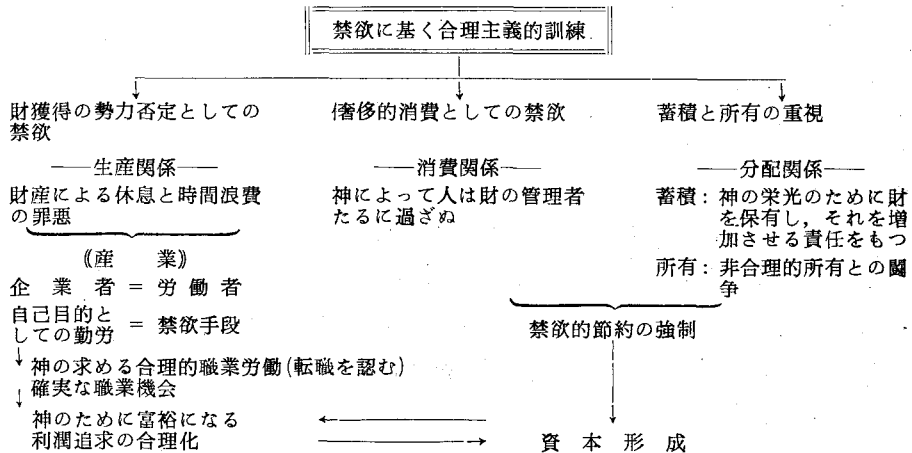 禁欲に基く合理主義的訓練
財獲得の勢力否定としての
禁欲
——生産関係——
財産による休息と時間浪費
の罪悪
《産　業》
企業者 = 労働者
自己目的と
しての勤労 = 禁欲手段
神の求める合理的職業労働(転職を認む)
確実な職業機会
神のために富裕になる
利潤追求の合理化
奢侈的消費としての禁欲
——消費関係——
神によって人は財の管理者
たるに過ぎぬ
蓄積と所有の重視
——分配関係——
蓄積：神の栄光のために財
を保有し，それを増
加させる責任をもつ
所有：非合理的所有との闘
争
禁欲的節約の強制
資本形成